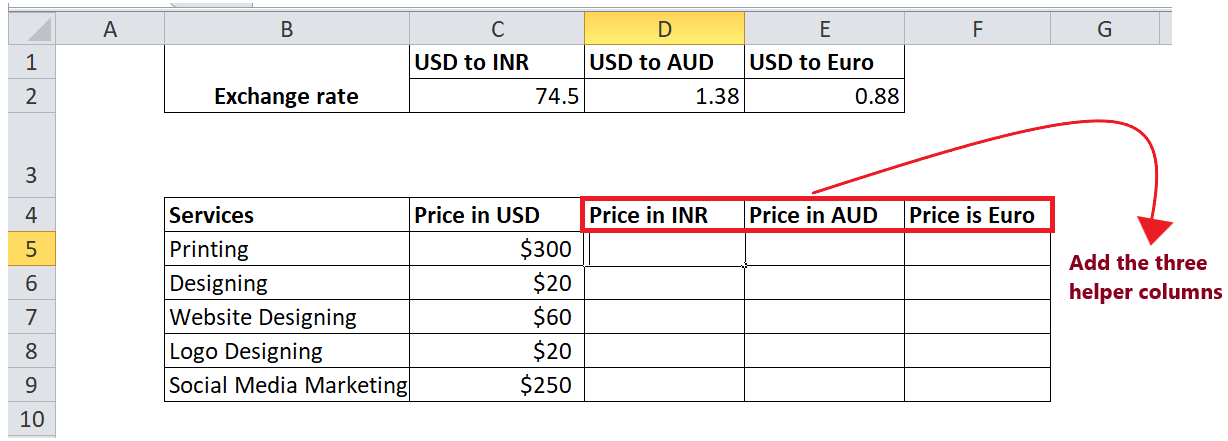 A B C D E F G
1 USD to INR USD to AUD USD to Euro
2 Exchange rate 74.5 1.38 0.88
3
4 Services Price in USD Price in INR Price in AUD Price is Euro
5 Printing $300
Add the three
6 Designing $20
helper columns
7 Website Designing $60
8 Logo Designing $20
9 Social Media Marketing $250
10